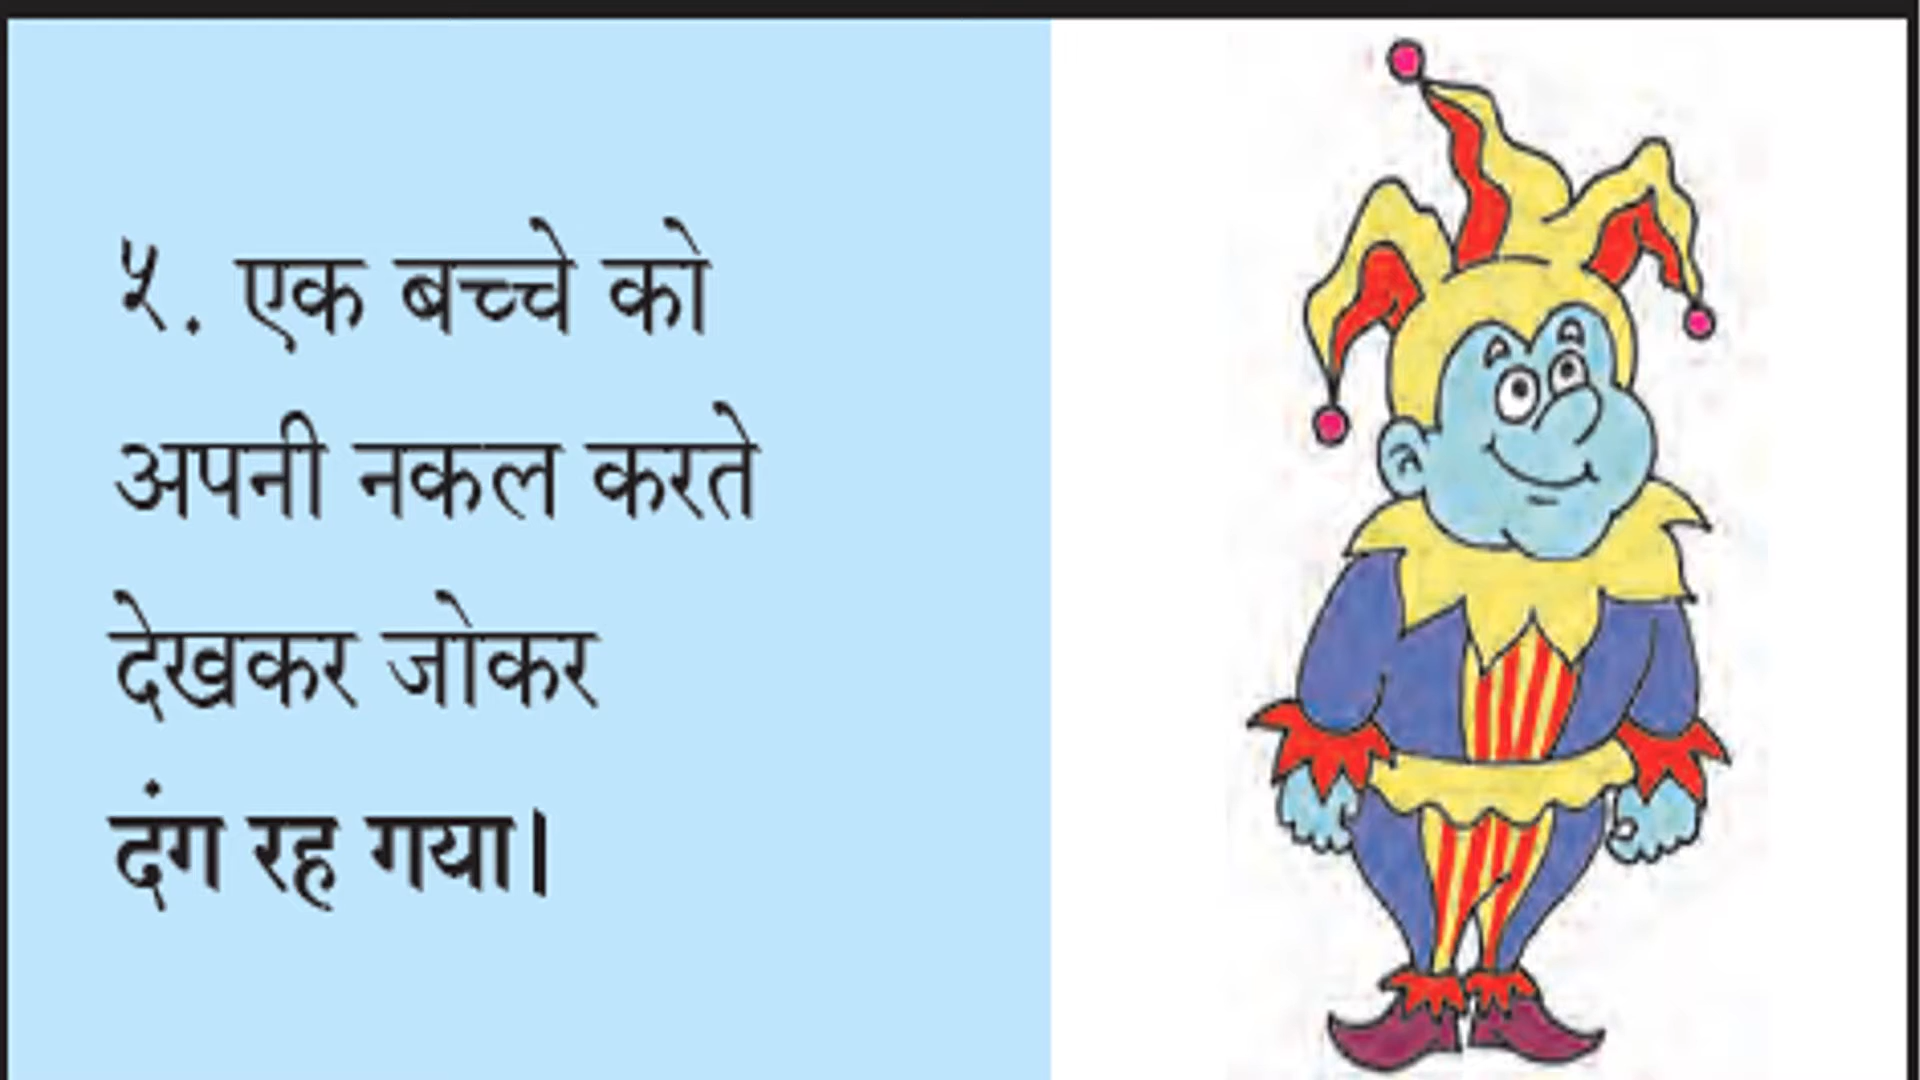 ५. एक बच्चे को
अपनी नकल करते
देखकर जोकर
दंग रह गया।